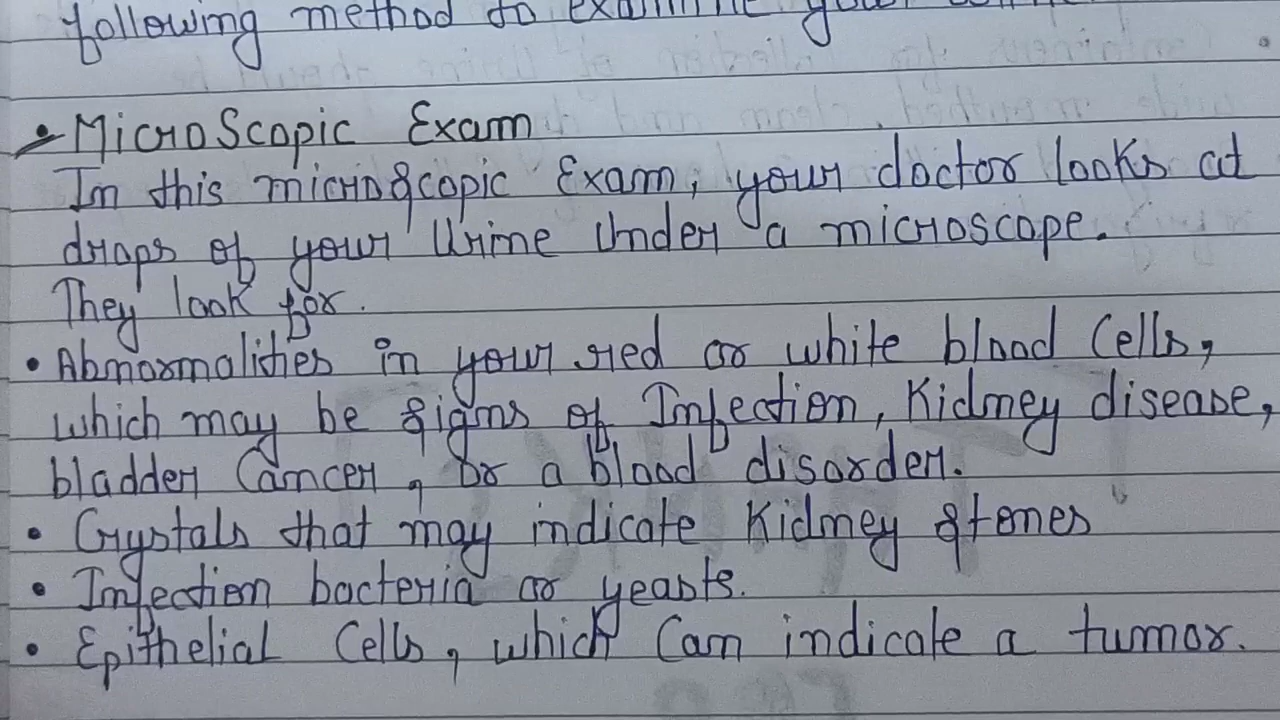 following method to examine your
• Microscopic Exam
In this microscopic Exam, your doctor looks at
drops of your Urine Under a microscope.
They look for.
• Abnormalities in your red or white blood Cells,
which may be signs of Infection, Kidney disease,
bladder Cancer, or a blood disorder.
• Crystals that may indicate Kidney stones
• Infection bacteria or yeasts.
• Epithelial Cells, which Can indicate a tumor.